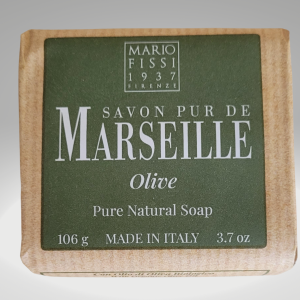 MARIO
FISSI
1937
FIRENZE
SAVON PUR DE
MARSEILLE
Olive
Pure Natural Soap
106 g MADE IN ITALY 3.7 oz